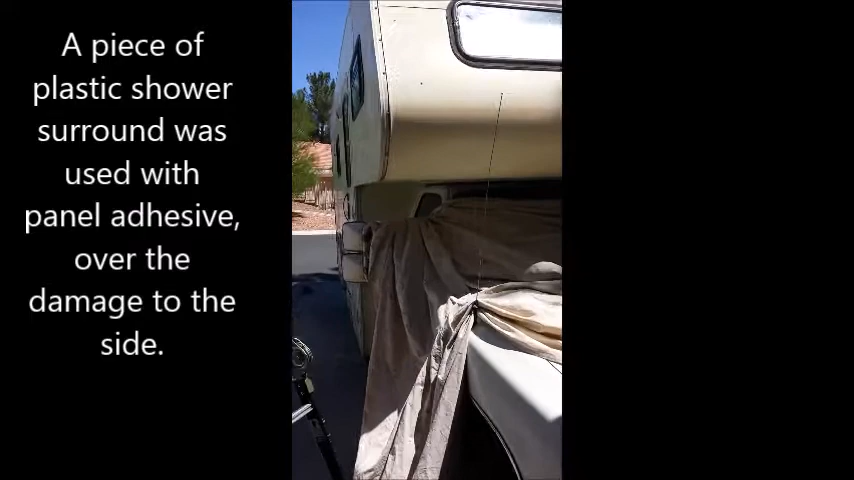 A piece of
plastic shower
surround was
used with
panel adhesive,
over the
damage to the
side.